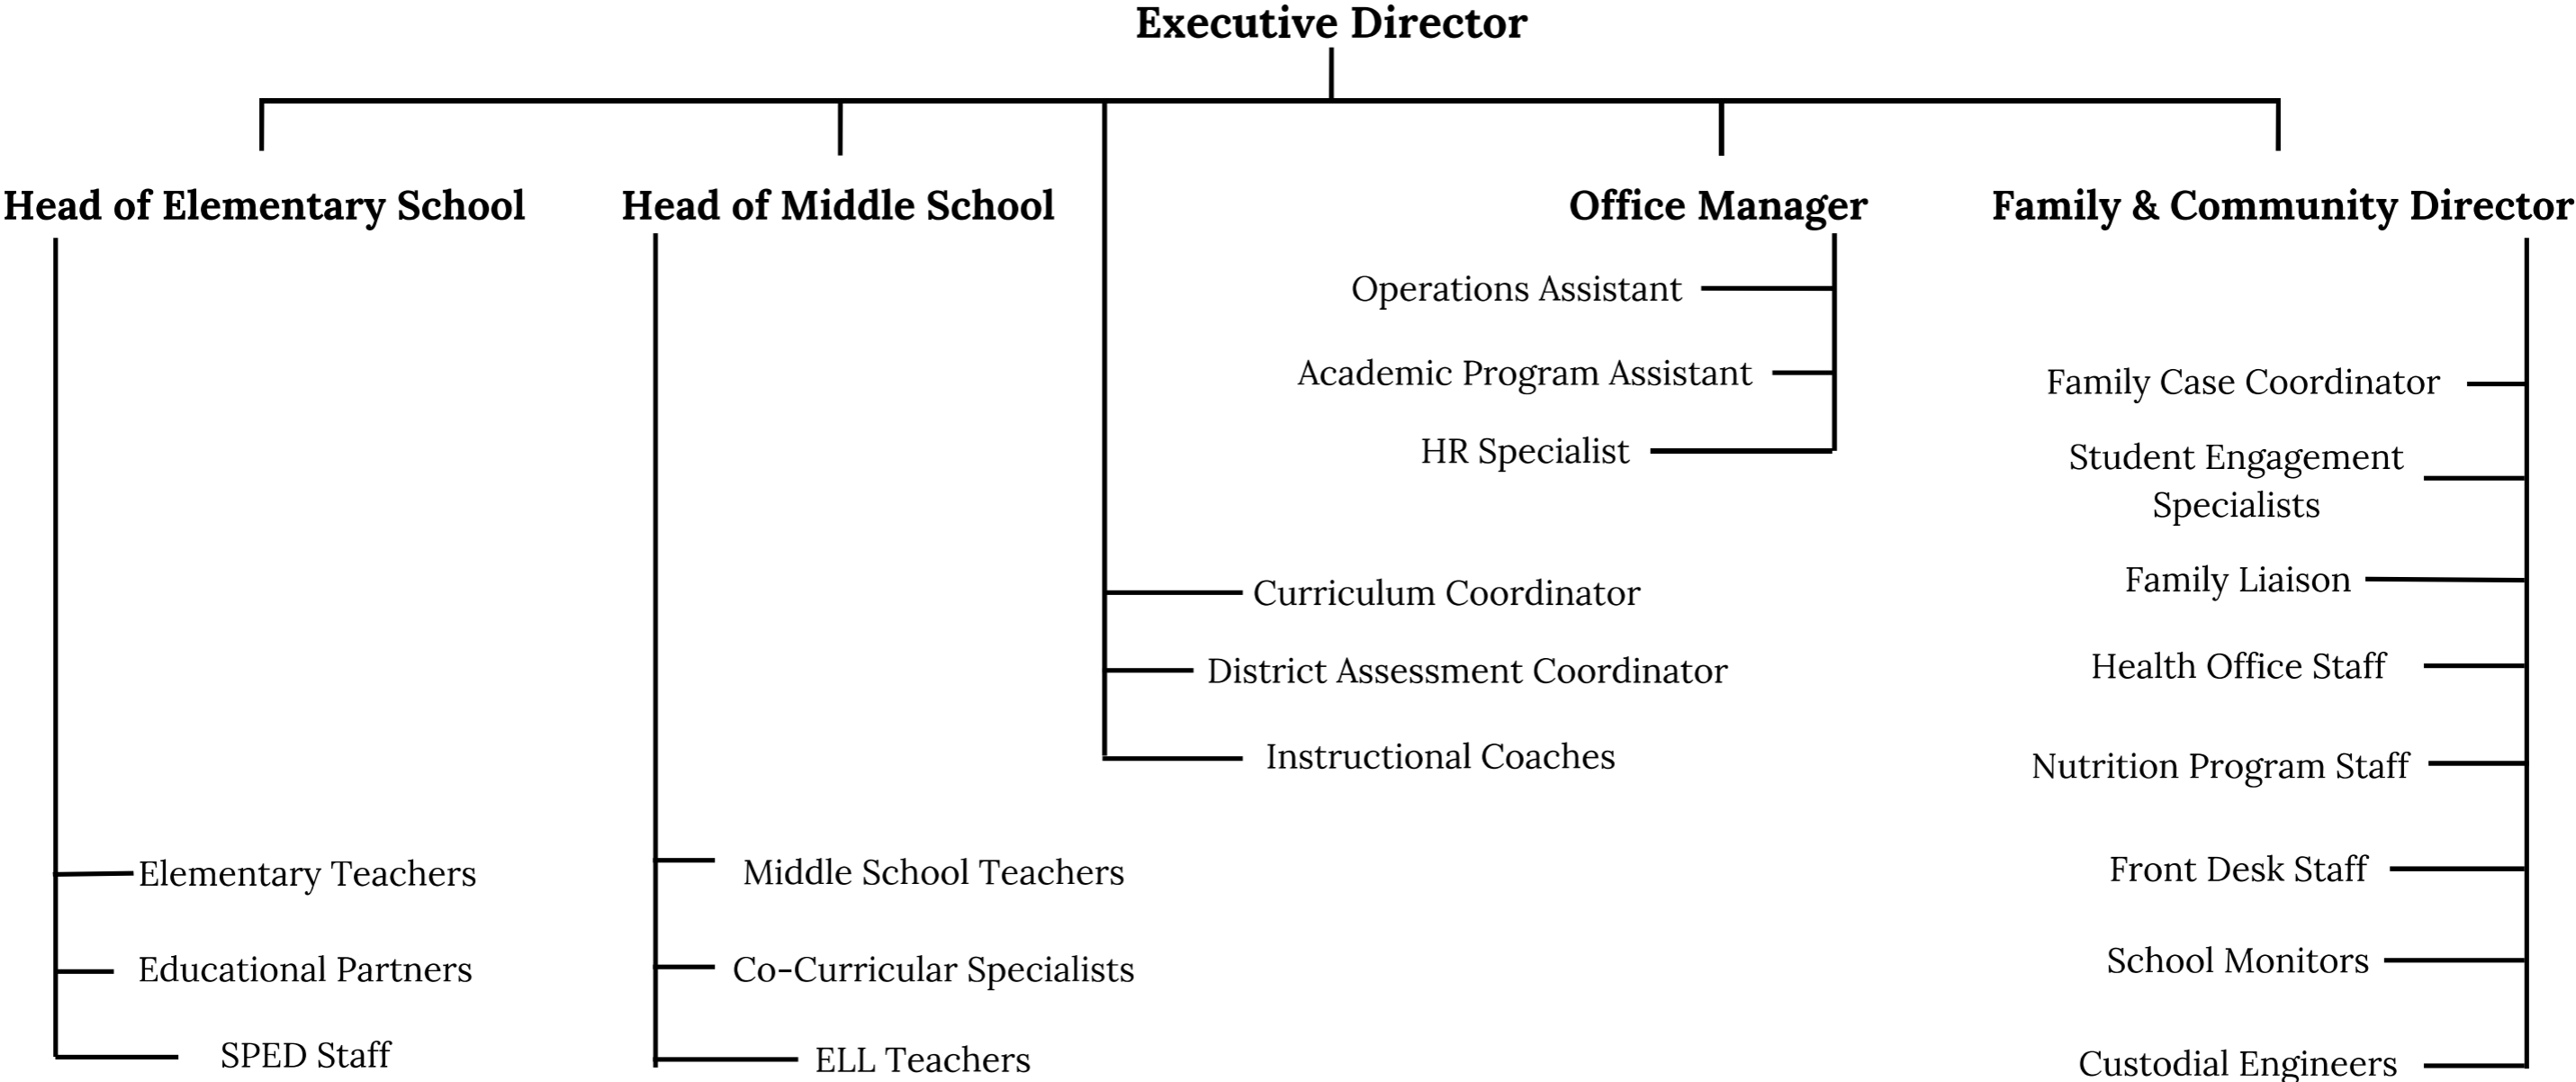 Executive Director
Head of Elementary School
Head of Middle School
Office Manager
Family & Community Director
Operations Assistant
Academic Program Assistant
HR Specialist
Curriculum Coordinator
District Assessment Coordinator
Instructional Coaches
Elementary Teachers
Educational Partners
SPED Staff
Middle School Teachers
Co-Curricular Specialists
ELL Teachers
Family Case Coordinator
Student Engagement
Specialists
Family Liaison
Health Office Staff
Nutrition Program Staff
Front Desk Staff
School Monitors
Custodial Engineers